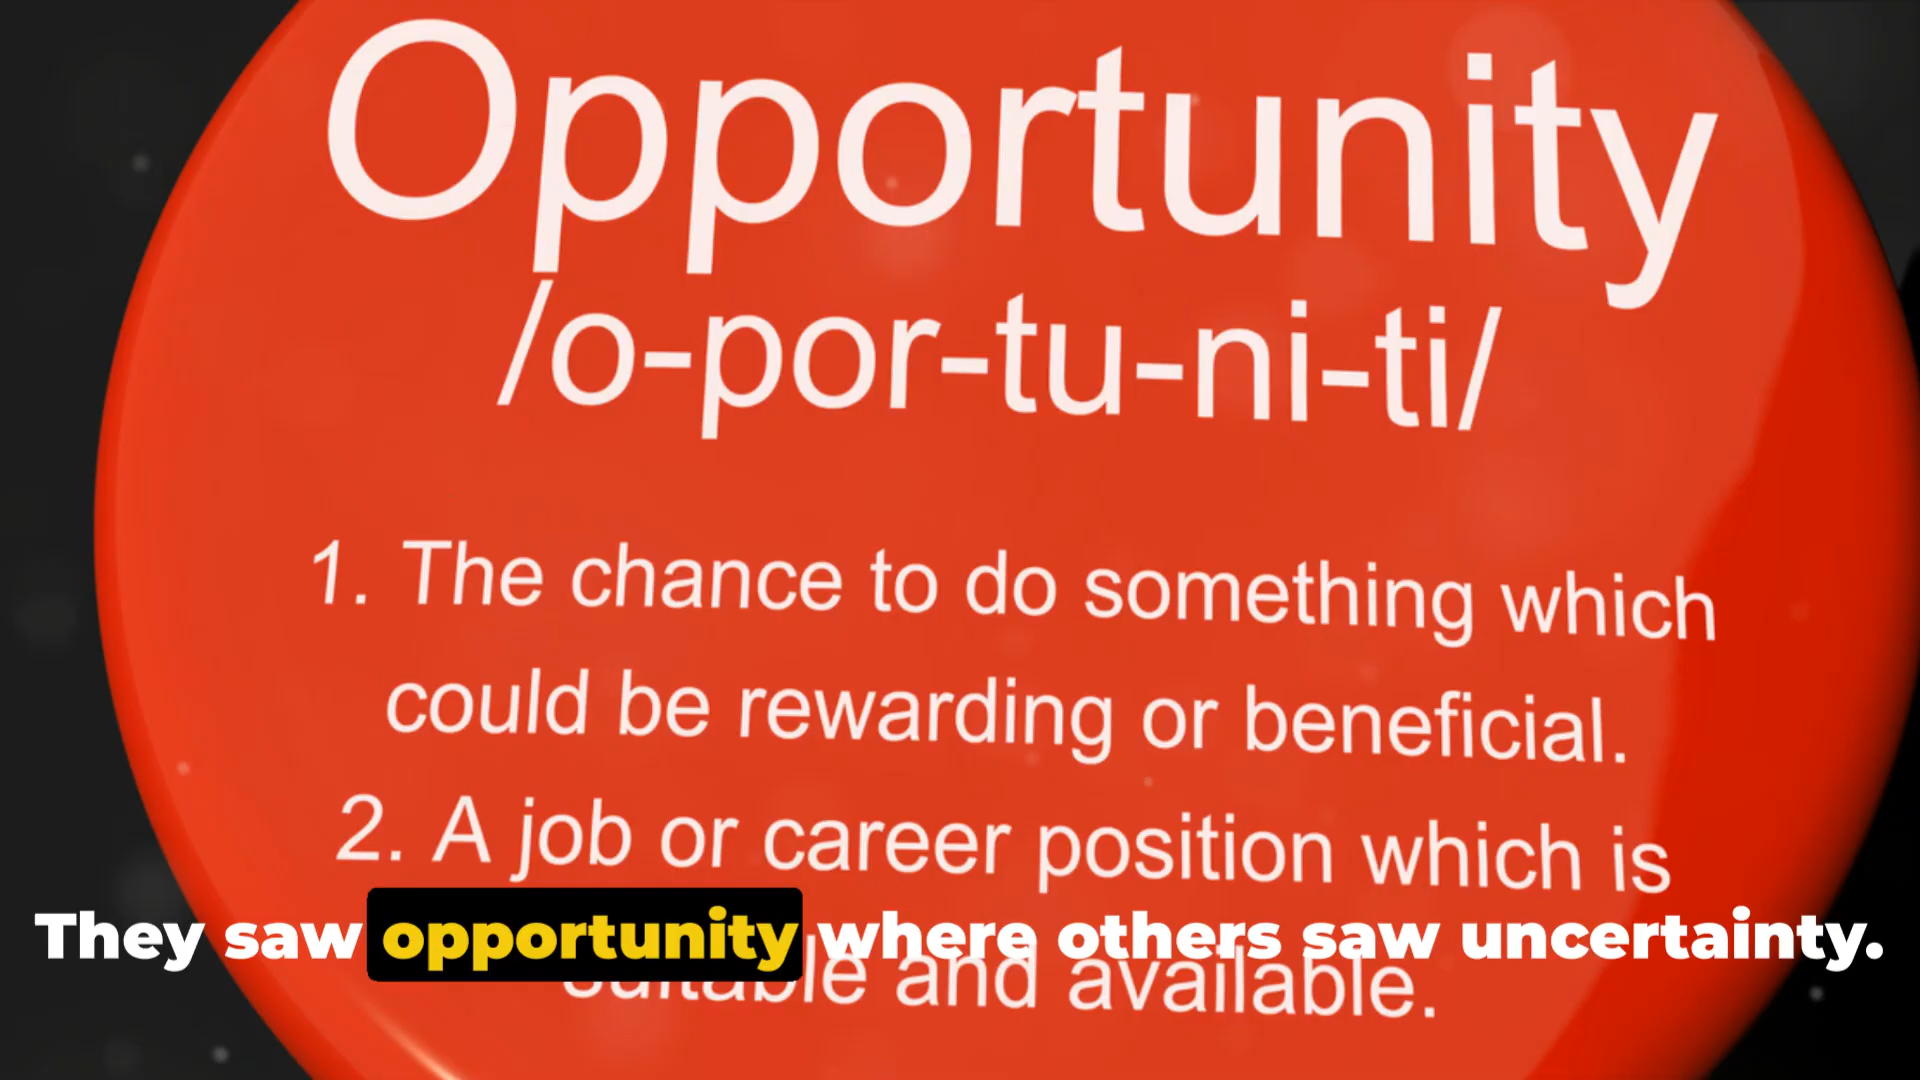 Opportunity
/o-por-tu-ni-ti/
1. The chance to do something which
could be rewarding or beneficial.
2. A job or career position which is
suitable and available.
They saw opportunity where others saw uncertainty.